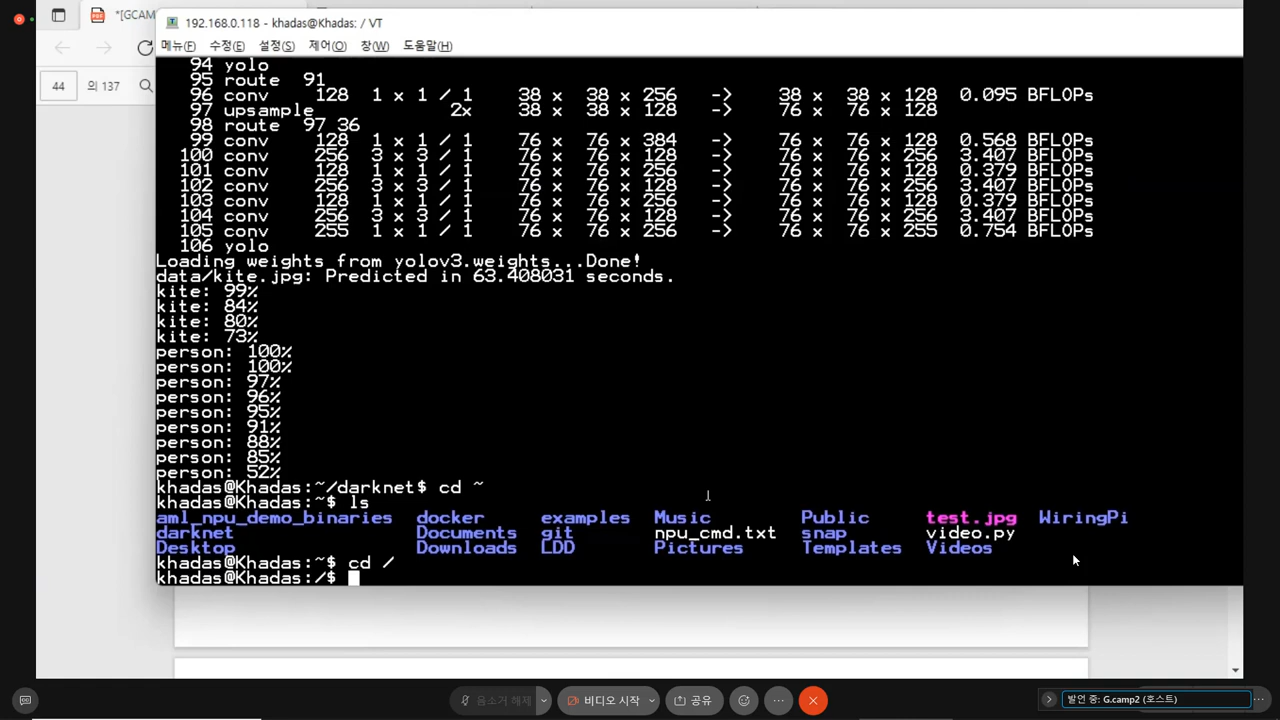 *[GCAM
192.168.0.118 - khadas@Khadas: / VT
메뉴(F) 수정(E) 설정(S) 제어(O) 창(W) 도움말(H)
44 의 137
94 yolo
95 route 91
96 conv 128 1 x 1 / 1 38 x 38 x 256 -> 38 x 38 x 128 0.095 BFLOPs
97 upsample 2x 38 x 38 x 128 -> 76 x 76 x 128
98 route 97 36
99 conv 128 1 x 1 / 1 76 x 76 x 384 -> 76 x 76 x 128 0.568 BFLOPs
100 conv 256 3 x 3 / 1 76 x 76 x 128 -> 76 x 76 x 256 3.407 BFLOPs
101 conv 128 1 x 1 / 1 76 x 76 x 256 -> 76 x 76 x 128 0.379 BFLOPs
102 conv 256 3 x 3 / 1 76 x 76 x 128 -> 76 x 76 x 256 3.407 BFLOPs
103 conv 128 1 x 1 / 1 76 x 76 x 256 -> 76 x 76 x 128 0.379 BFLOPs
104 conv 256 3 x 3 / 1 76 x 76 x 128 -> 76 x 76 x 256 3.407 BFLOPs
105 conv 255 1 x 1 / 1 76 x 76 x 256 -> 76 x 76 x 255 0.754 BFLOPs
106 yolo
Loading weights from yolov3.weights...Done!
data/kite.jpg: Predicted in 63.408031 seconds.
kite: 99%
kite: 84%
kite: 80%
kite: 73%
person: 100%
person: 100%
person: 97%
person: 96%
person: 95%
person: 91%
person: 88%
person: 85%
person: 52%
khadas@Khadas:~/darknet$ cd ~
khadas@Khadas:~$ ls
aml_npu_demo_binaries docker examples Music Public test.jpg WiringPi
darknet Documents git npu_cmd.txt snap video.py
Desktop Downloads LDD Pictures Templates Videos
khadas@Khadas:~$ cd /
khadas@Khadas:/$
음소거 해제 비디오 시작 공유 발언 중: G.camp2 (호스트)